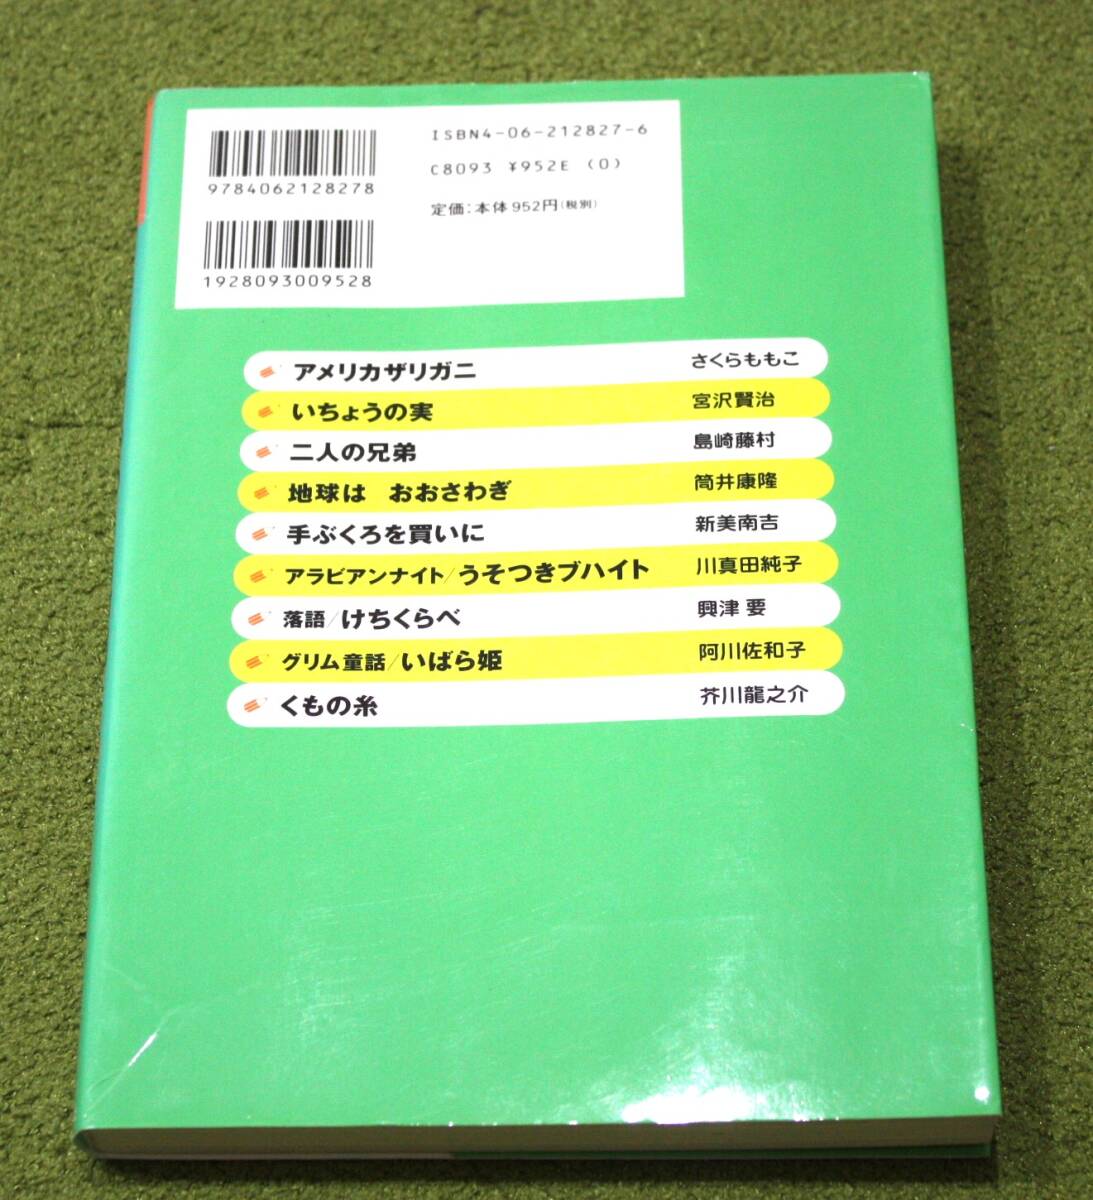 ISBN4-06-212827-6
C8093 ¥952E (0)
定価：本体952円（税別）
9784062128278
1928093009528
アメリカザリガニ さくらももこ
いちょうの実 宮沢賢治
二人の兄弟 島崎藤村
地球は　おおさわぎ 筒井康隆
手ぶくろを買いに 新美南吉
アラビアンナイト/うそつきブハイト 川真田純子
落語/けちくらべ 興津 要
グリム童話/いばら姫 阿川佐和子
くもの糸 芥川龍之介